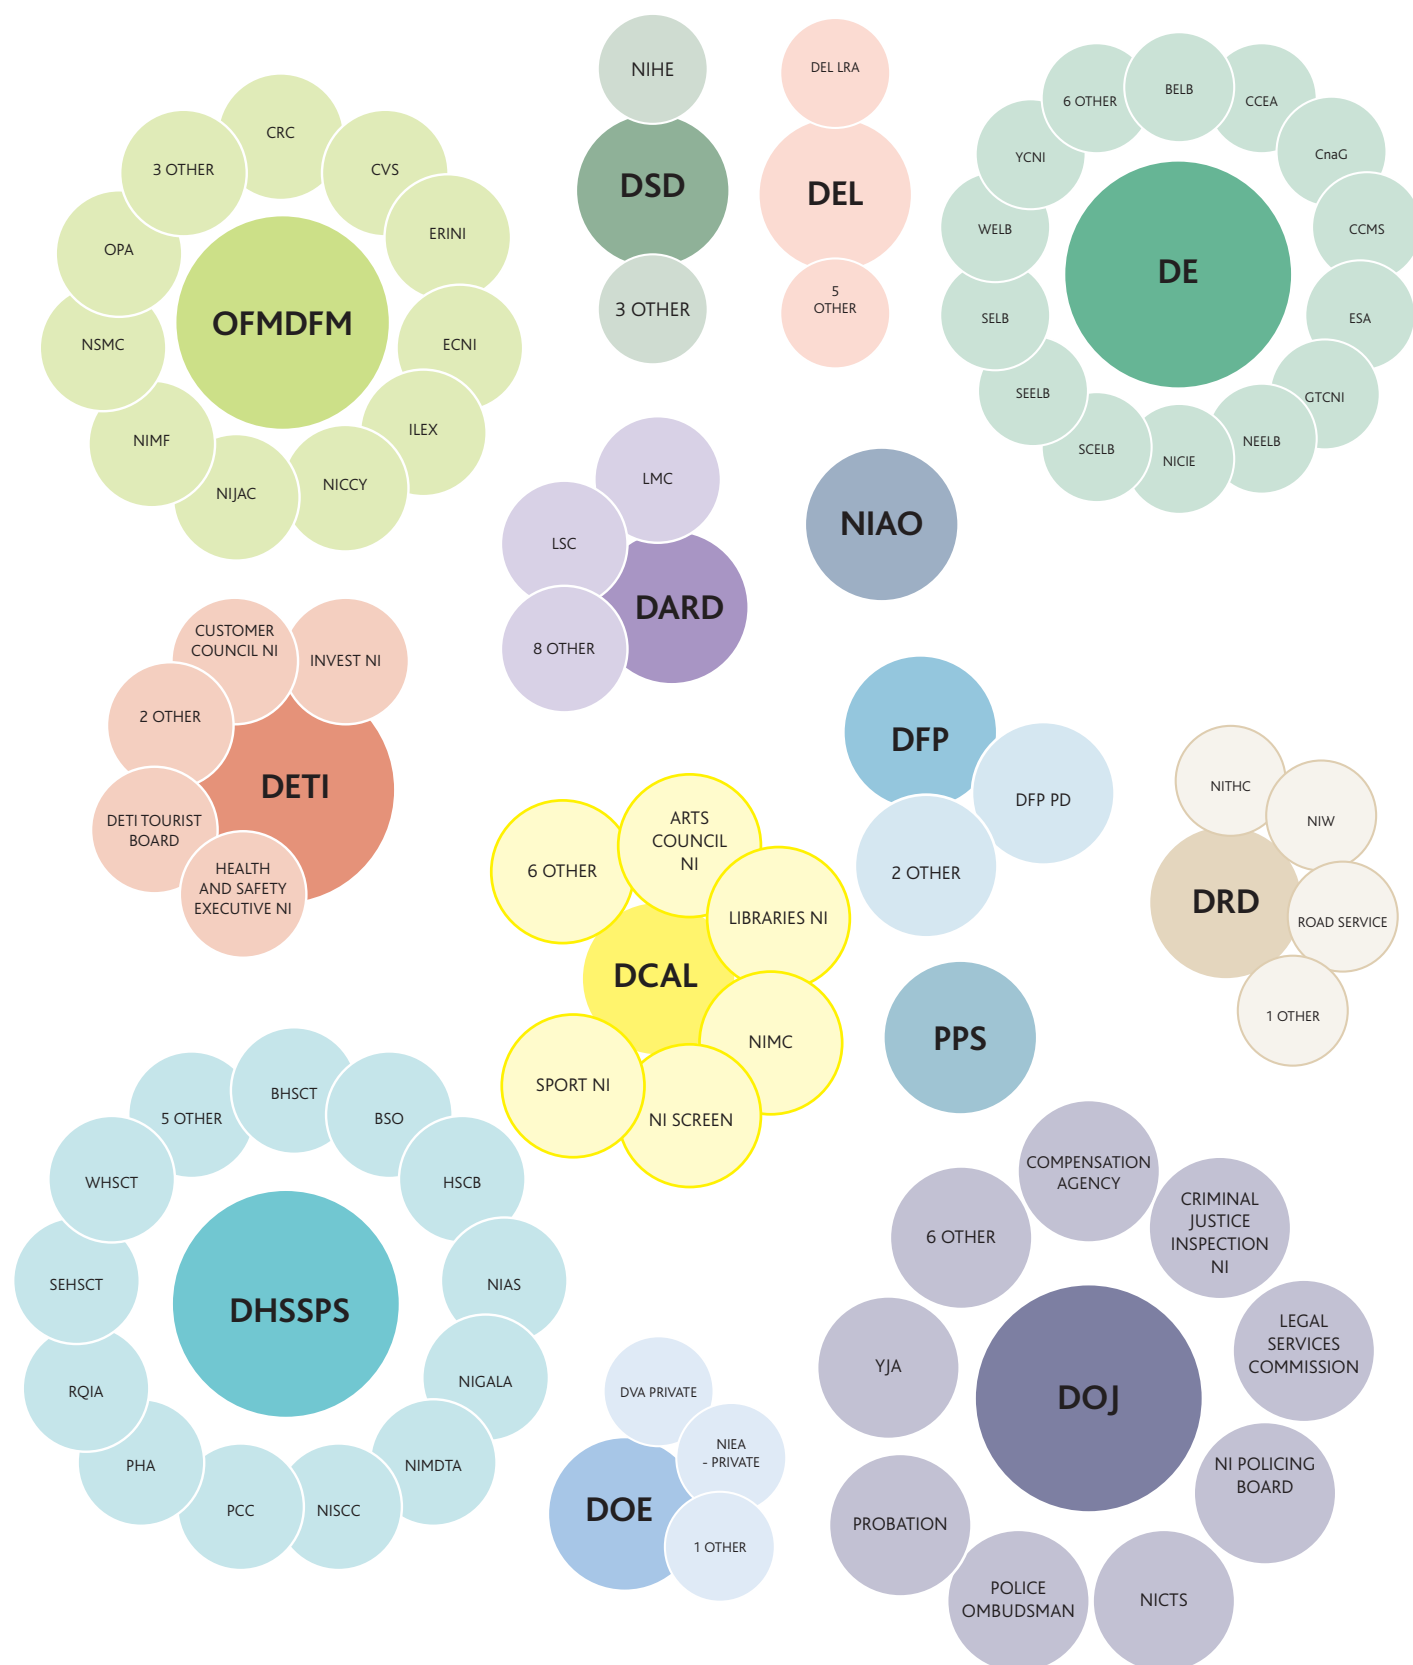 CRC
CVS
ERINI
ECNI
ILEX
NICCY
NIJAC
NIMF
NSMC
OPA
3 OTHER
OFMDFM
NIHE
DSD
3 OTHER
DEL LRA
DEL
5
OTHER
BELB
CCEA
CnaG
CCMS
ESA
GTCNI
NEELB
NICIE
SCELB
SEELB
SELB
WELB
YCNI
6 OTHER
DE
LMC
LSC
8 OTHER
DARD
NIAO
CUSTOMER
COUNCIL NI
INVEST NI
2 OTHER
DETI
DETI TOURIST
BOARD
HEALTH
AND SAFETY
EXECUTIVE NI
DFP
DFP PD
2 OTHER
NITHC
NIW
DRD
ROAD SERVICE
1 OTHER
6 OTHER
ARTS
COUNCIL
NI
LIBRARIES NI
DCAL
NIMC
SPORT NI
NI SCREEN
PPS
BHSCT
BSO
HSCB
NIAS
NIGALA
NIMDTA
NISCC
PCC
PHA
RQIA
SEHSCT
WHSCT
5 OTHER
DHSSPS
DVA PRIVATE
NIEA
- PRIVATE
DOE
1 OTHER
COMPENSATION
AGENCY
CRIMINAL
JUSTICE
INSPECTION
NI
LEGAL
SERVICES
COMMISSION
NI POLICING
BOARD
NICTS
POLICE
OMBUDSMAN
PROBATION
YJA
6 OTHER
DOJ